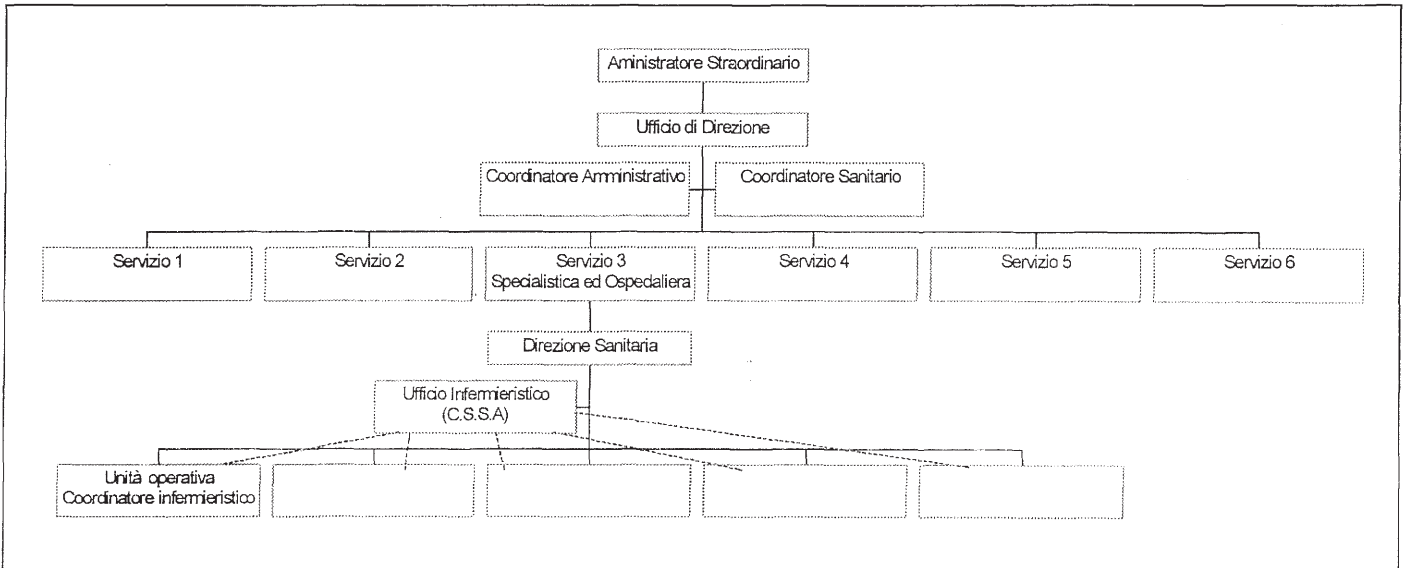 Aministratore Straordinario
Ufficio di Direzione
Coordinatore Amministrativo
Coordinatore Sanitario
Servizio 1
Servizio 2
Servizio 3
Specialistica ed Ospedaliera
Servizio 4
Servizio 5
Servizio 6
Direzione Sanitaria
Ufficio Infermieristico
(C.S.S.A)
Unità operativa
Coordinatore infermieristico